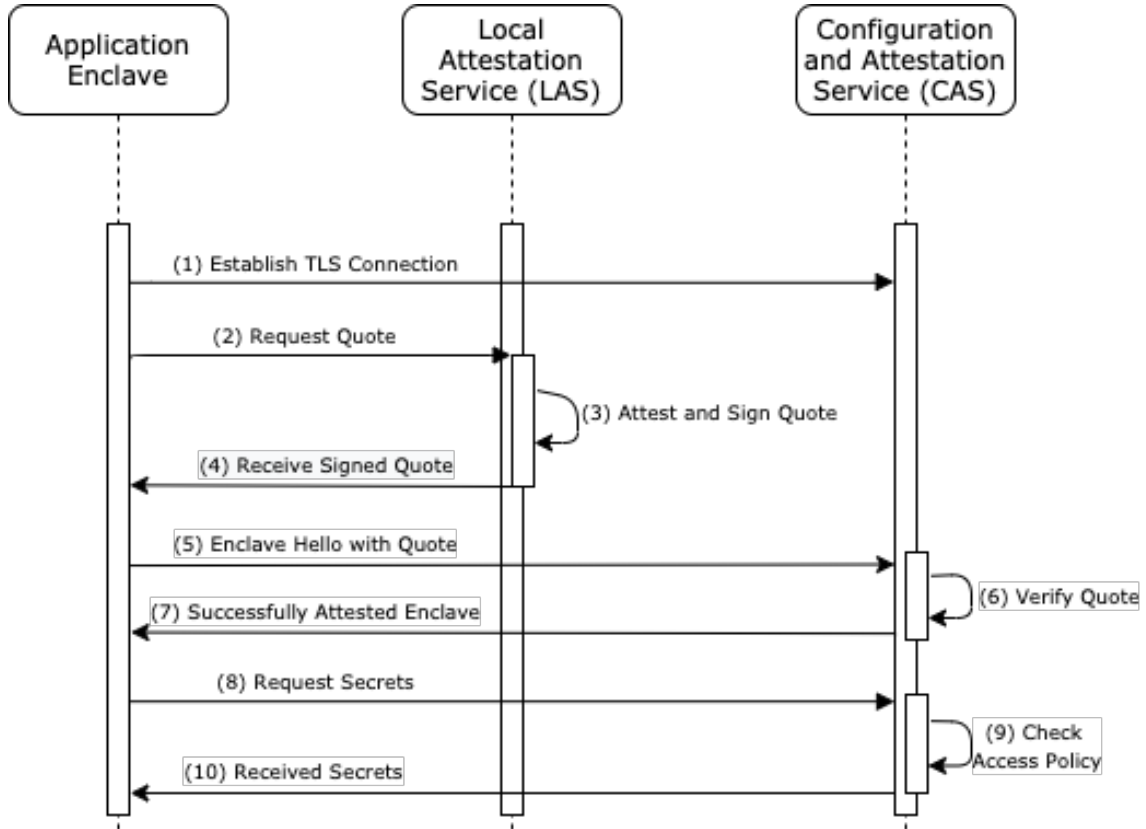 Application
Enclave
Local
Attestation
Service (LAS)
Configuration
and Attestation
Service (CAS)
(1) Establish TLS Connection
(2) Request Quote
(3) Attest and Sign Quote
(4) Receive Signed Quote
(5) Enclave Hello with Quote
(6) Verify Quote
(7) Successfully Attested Enclave
(8) Request Secrets
(9) Check
Access Policy
(10) Received Secrets